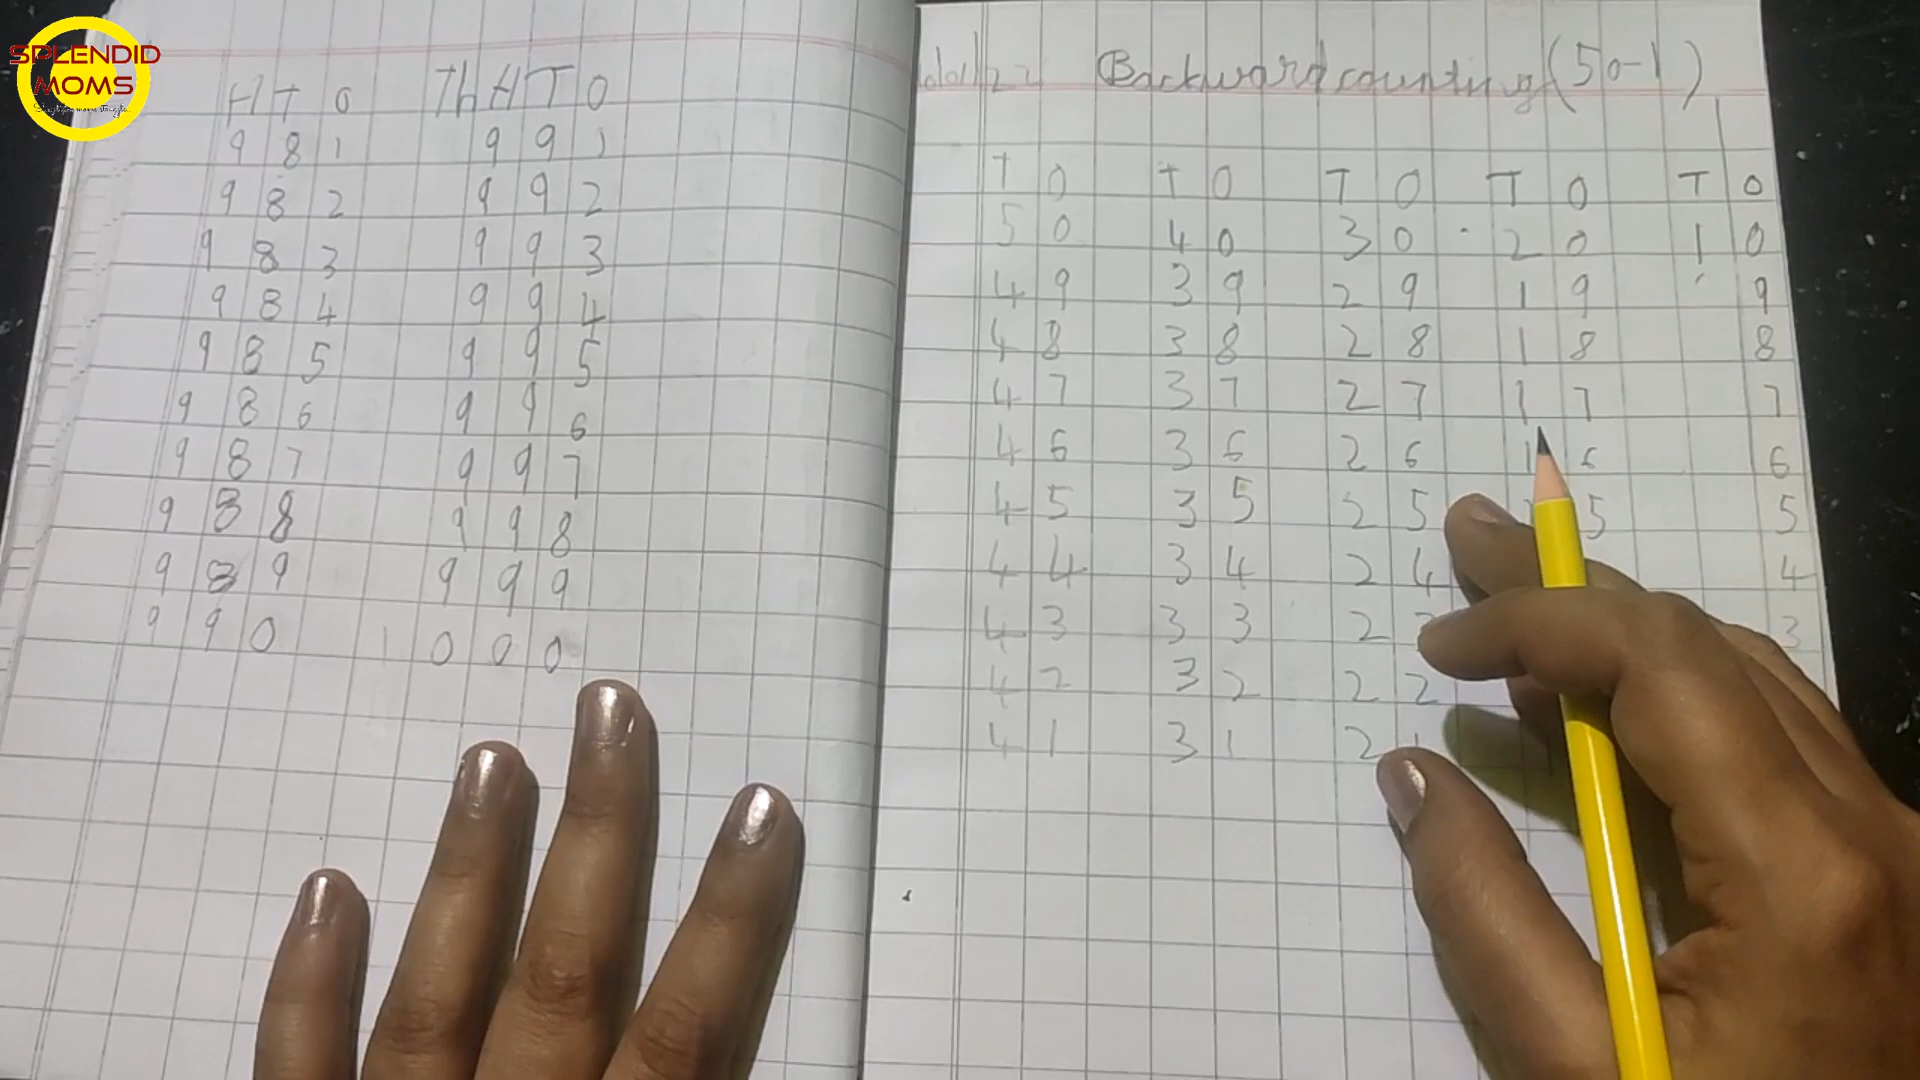 SPLENDID
MOMS
H T O Th H T O
9 8 1 9 9 1
9 8 2 9 9 2
9 8 3 9 9 3
9 8 4 9 9 4
9 8 5 9 9 5
9 8 6 9 9 6
9 8 7 9 9 7
9 8 8 9 9 8
9 8 9 9 9 9
9 9 0 1 0 0 0
Backward counting (50-1)
T O T O T O T O T O
5 0 4 0 3 0 2 0 1 0
4 9 3 9 2 9 1 9 9
4 8 3 8 2 8 1 8 8
4 7 3 7 2 7 1 7 7
4 6 3 6 2 6 1 6 6
4 5 3 5 2 5 5 5
4 4 3 4 2 4 4
4 3 3 3 2 3
4 2 3 2 2 2
4 1 3 1 2 1